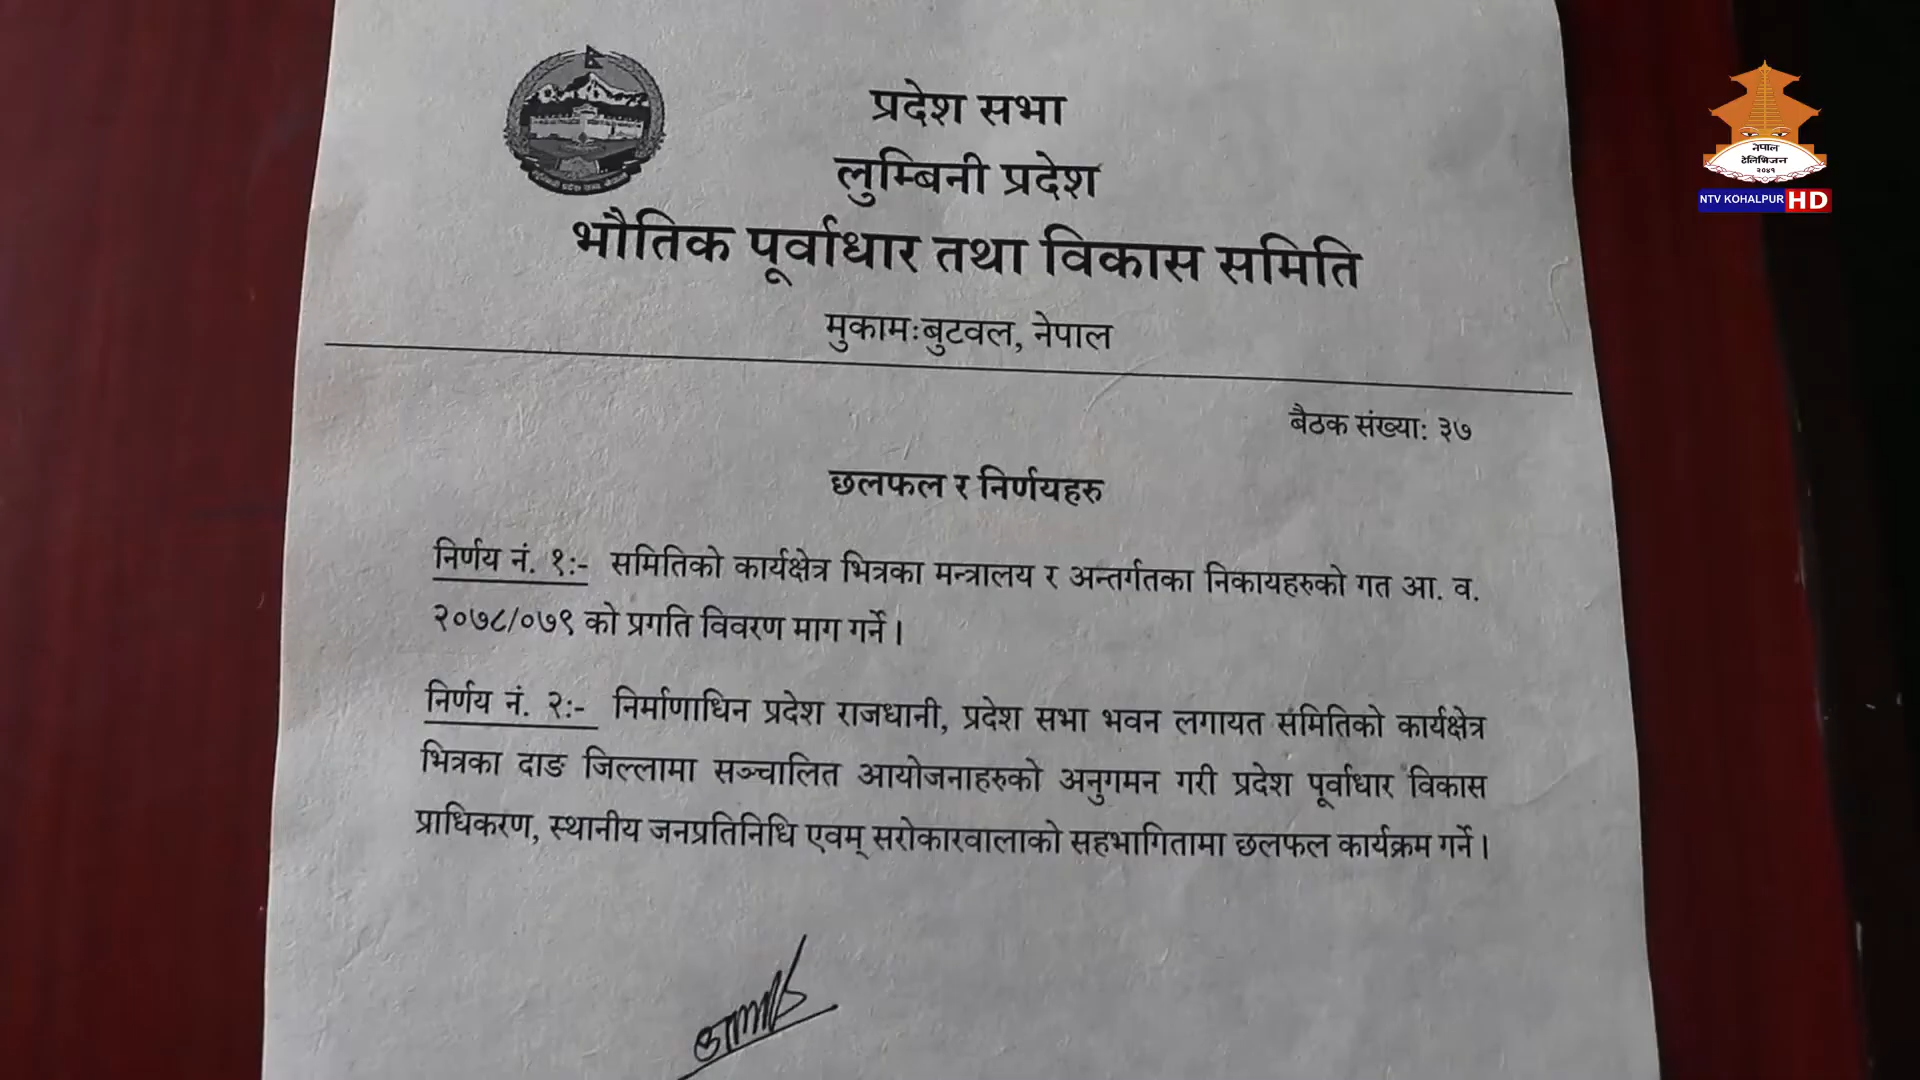 प्रदेश सभा
लुम्बिनी प्रदेश
भौतिक पूर्वाधार तथा विकास समिति
मुकामःबुटवल, नेपाल
बैठक संख्या: ३७
छलफल र निर्णयहरु
निर्णय नं. १:- समितिको कार्यक्षेत्र भित्रका मन्त्रालय र अन्तर्गतका निकायहरुको गत आ. व.
२०७८/०७९ को प्रगति विवरण माग गर्ने।
निर्णय नं. २:- निर्माणाधिन प्रदेश राजधानी, प्रदेश सभा भवन लगायत समितिको कार्यक्षेत्र
भित्रका दाङ जिल्लामा सञ्चालित आयोजनाहरुको अनुगमन गरी प्रदेश पूर्वाधार विकास
प्राधिकरण, स्थानीय जनप्रतिनिधि एवम् सरोकारवालाको सहभागितामा छलफल कार्यक्रम गर्ने।
नेपाल
टेलिभिजन
२०४१
NTV KOHALPUR HD